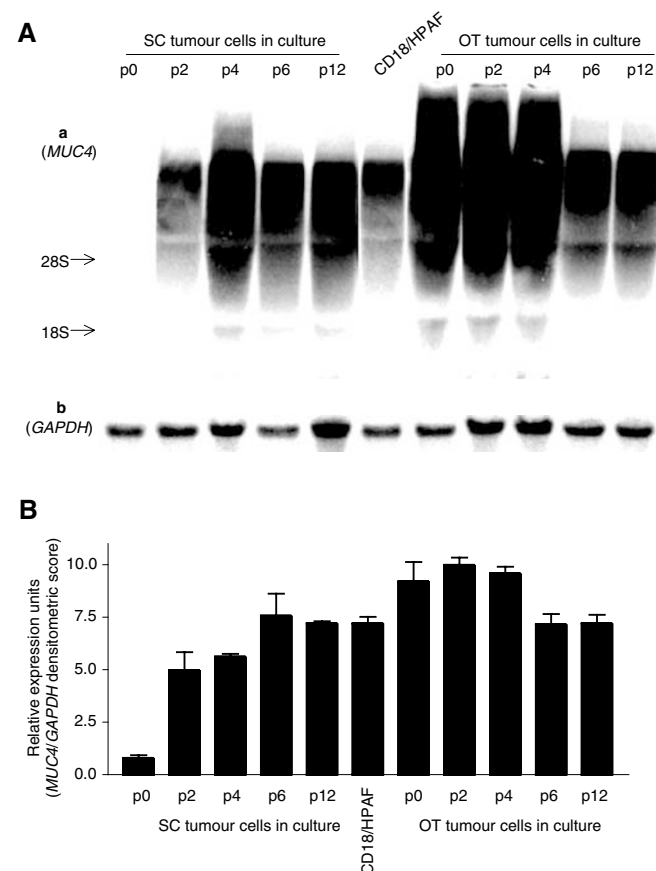 A
SC tumour cells in culture
CD18/HPAF
OT tumour cells in culture
p0 p2 p4 p6 p12 p0 p2 p4 p6 p12
a
(MUC4)
28S→
18S→
b
(GAPDH)
B
Relative expression units
(MUC4/GAPDH densitometric score)
10.0
7.5
5.0
2.5
0.0
p0 p2 p4 p6 p12 CD18/HPAF p0 p2 p4 p6 p12
SC tumour cells in culture OT tumour cells in culture